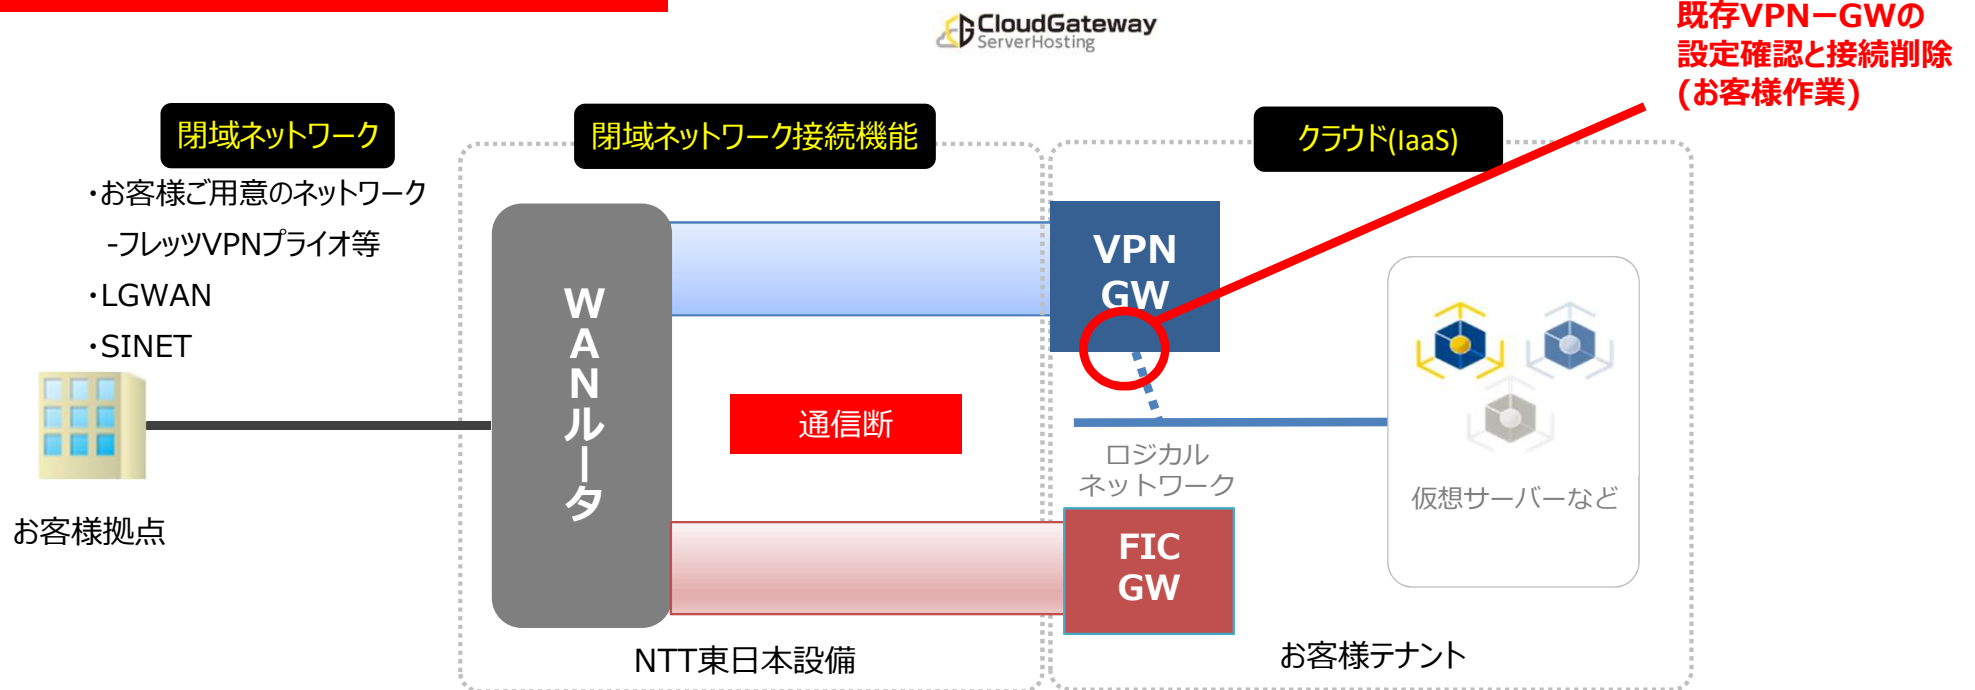 CloudGateway
ServerHosting
既存VPN－GWの
設定確認と接続削除
(お客様作業)
閉域ネットワーク
閉域ネットワーク接続機能
クラウド(IaaS)
・お客様ご用意のネットワーク
-フレッツVPNプライオ等
・LGWAN
・SINET
お客様拠点
WANルータ
通信断
VPN
GW
ロジカル
ネットワーク
FIC
GW
仮想サーバーなど
NTT東日本設備
お客様テナント